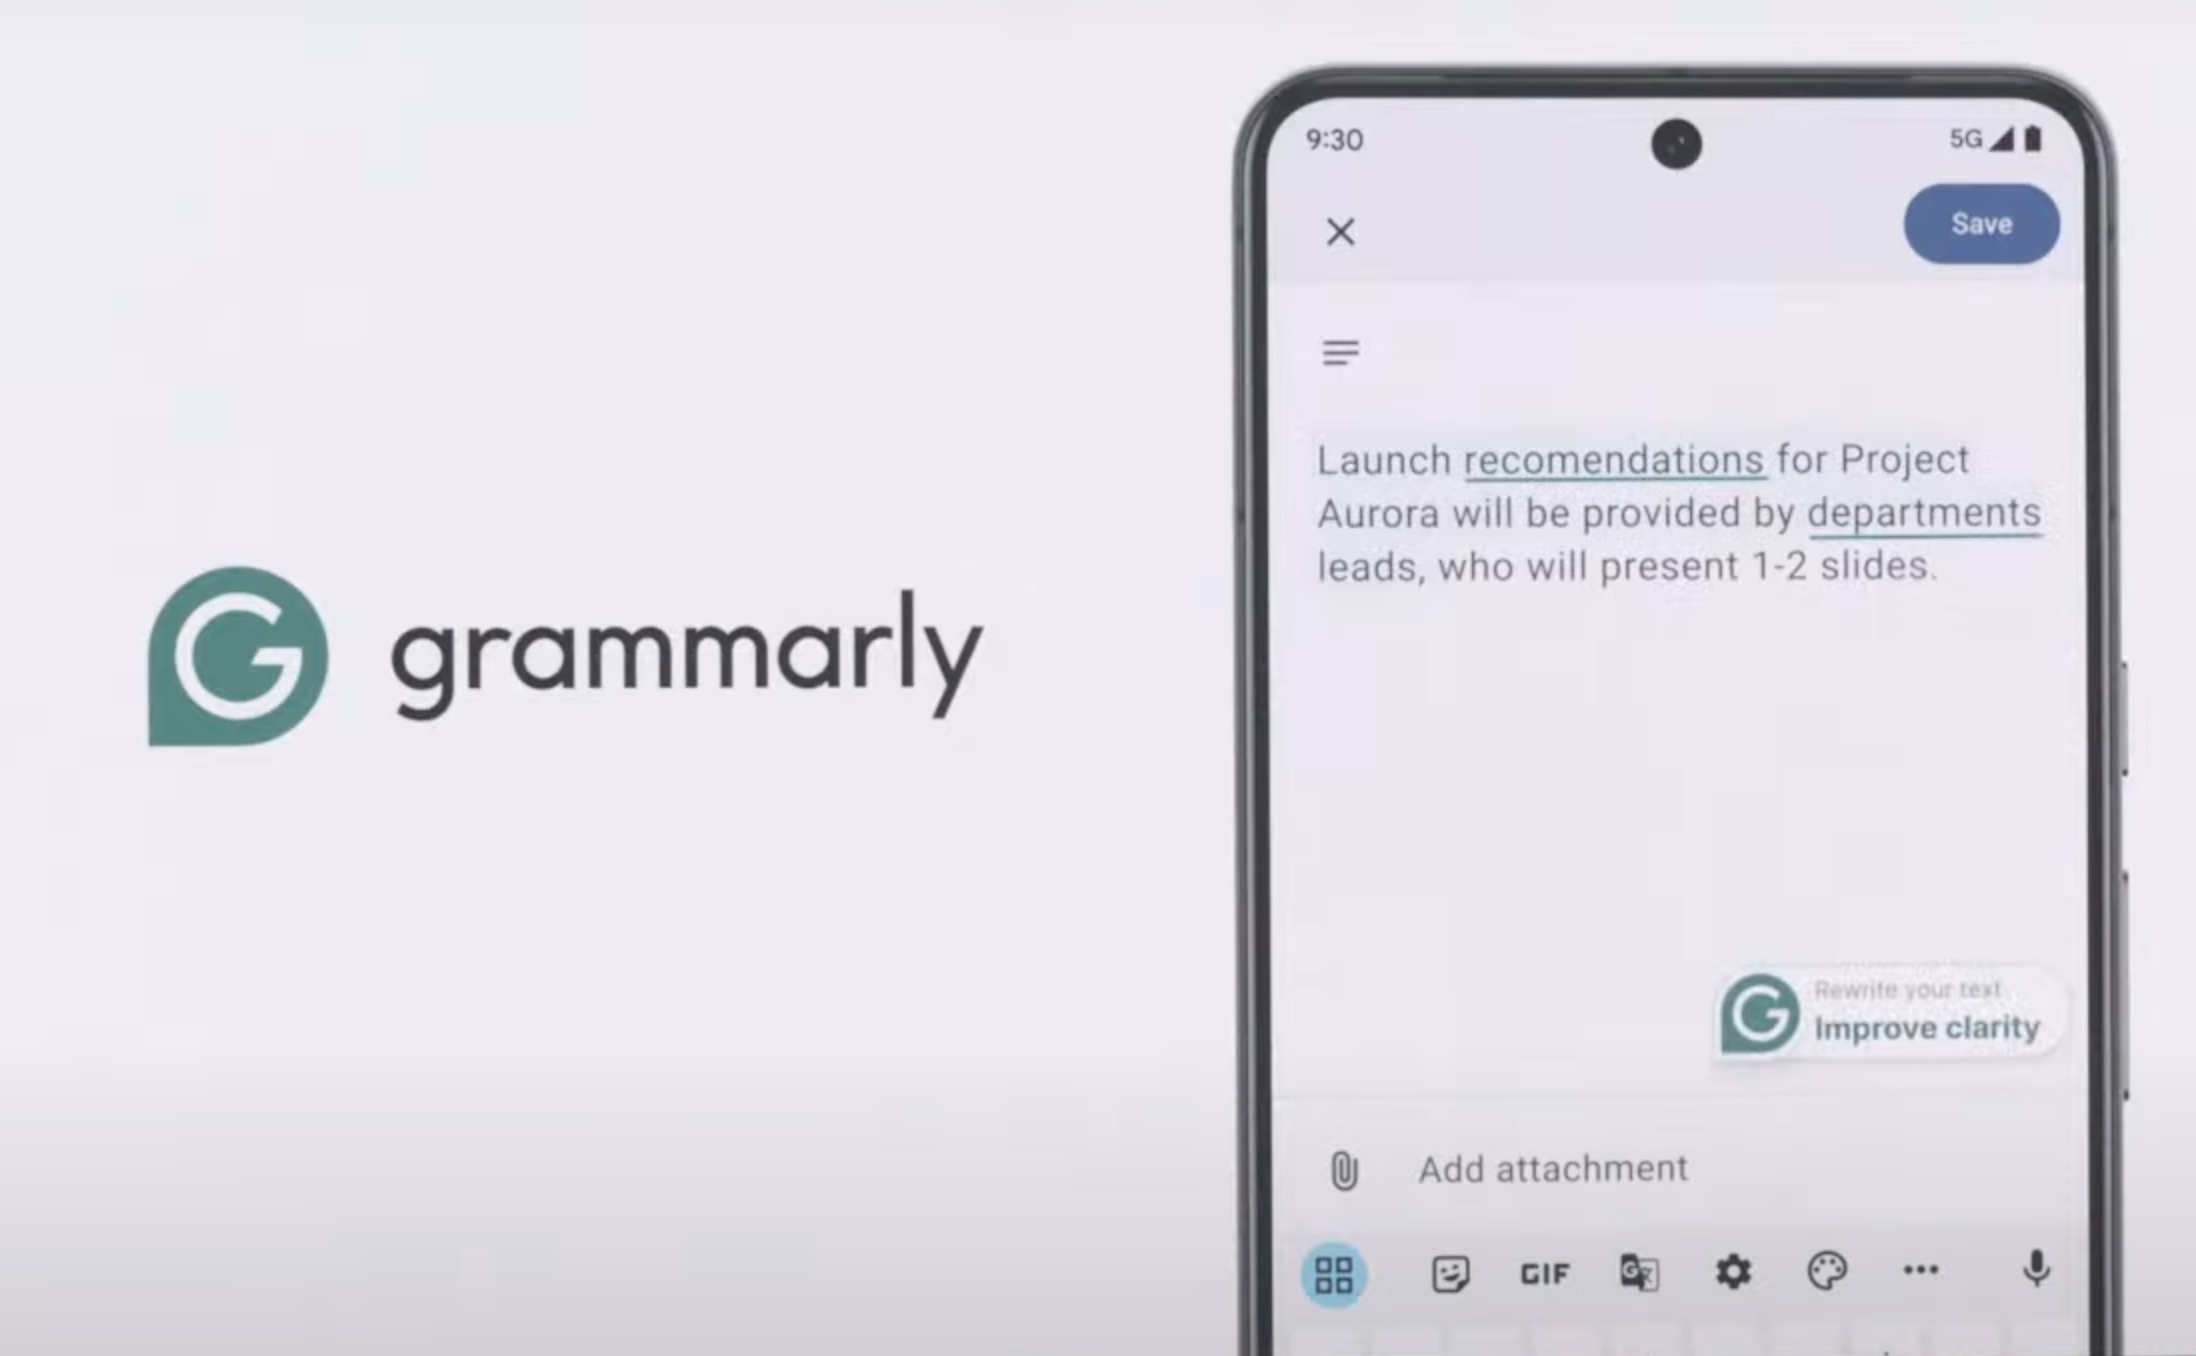 grammarly
9:30
5G
Save
Launch recomendations for Project
Aurora will be provided by departments
leads, who will present 1-2 slides.
Rewrite your text
Improve clarity
Add attachment
GIF